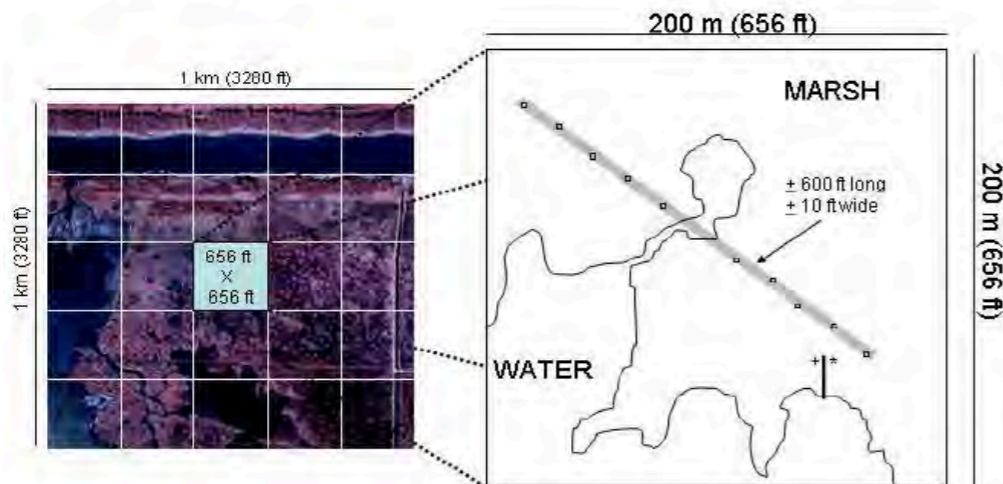 200 m (656 ft)
1 km (3280 ft)
MARSH
1 km (3280 ft)
656 ft
X
656 ft
± 600 ft long
± 10 ft wide
200 m (656 ft)
WATER
+ *